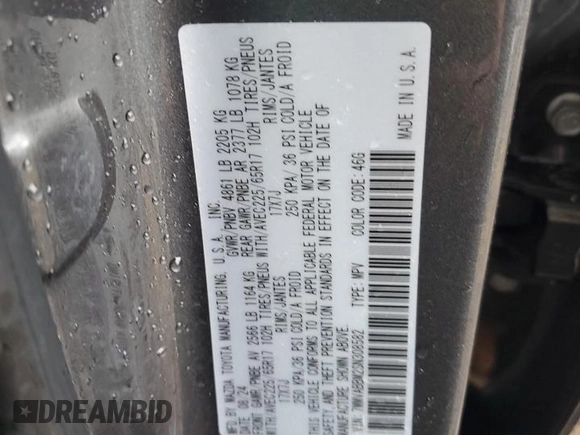 MFD BY: MAZDA TOYOTA MANUFACTURING, U.S.A., INC.
DATE: 08/24 GVWR/PNBV 4861 LB 2205 KG
FRONT GAWR/PNBE AV 2566 LB 1164 KG REAR GAWR/PNBE AR 2377 LB 1078 KG
WITH/AVEC225/65R17 102H TIRES/PNEUS WITH/AVEC225/65R17 102H TIRES/PNEUS
17X7J RIMS/JANTES 17X7J RIMS/JANTES
250 KPA/36 PSI COLD/A FROID 250 KPA/36 PSI COLD/A FROID
THIS VEHICLE CONFORMS TO ALL APPLICABLE FEDERAL MOTOR VEHICLE
SAFETY, AND THEFT PREVENTION STANDARDS IN EFFECT ON THE DATE OF
MANUFACTURE SHOWN ABOVE.
TYPE: MPV COLOR CODE: 46G
MADE IN U.S.A.
RideSafely